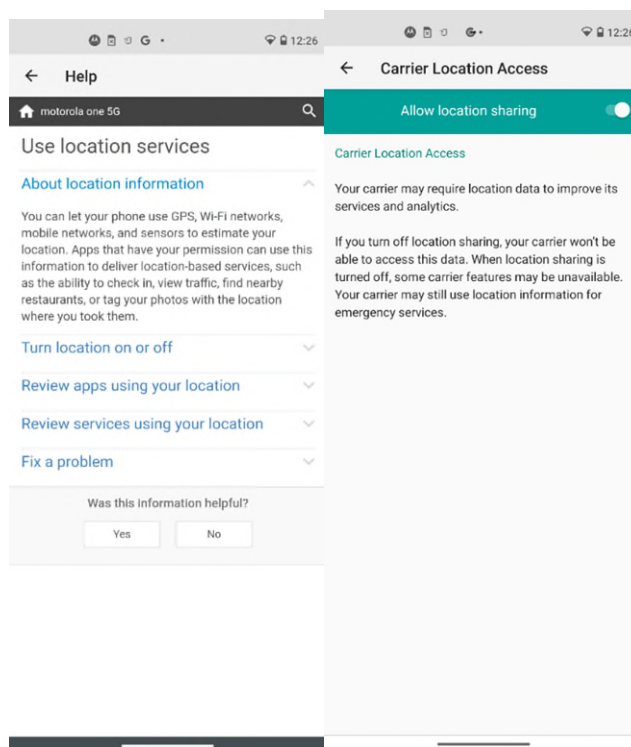 12:26
Help
motorola one 5G
Use location services
About location information
You can let your phone use GPS, Wi-Fi networks,
mobile networks, and sensors to estimate your
location. Apps that have your permission can use this
information to deliver location-based services, such
as the ability to check in, view traffic, find nearby
restaurants, or tag your photos with the location
where you took them.
Turn location on or off
Review apps using your location
Review services using your location
Fix a problem
Was this information helpful?
Yes
No
12:26
Carrier Location Access
Allow location sharing
Carrier Location Access
Your carrier may require location data to improve its
services and analytics.
If you turn off location sharing, your carrier won't be
able to access this data. When location sharing is
turned off, some carrier features may be unavailable.
Your carrier may still use location information for
emergency services.